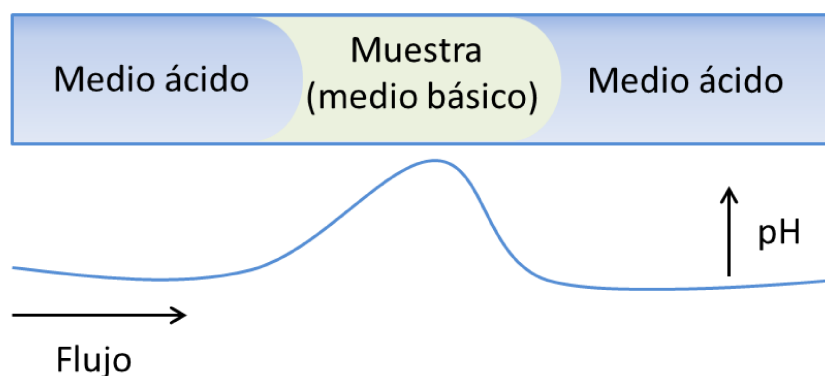 Medio ácido
Muestra
(medio básico)
Medio ácido
pH
Flujo